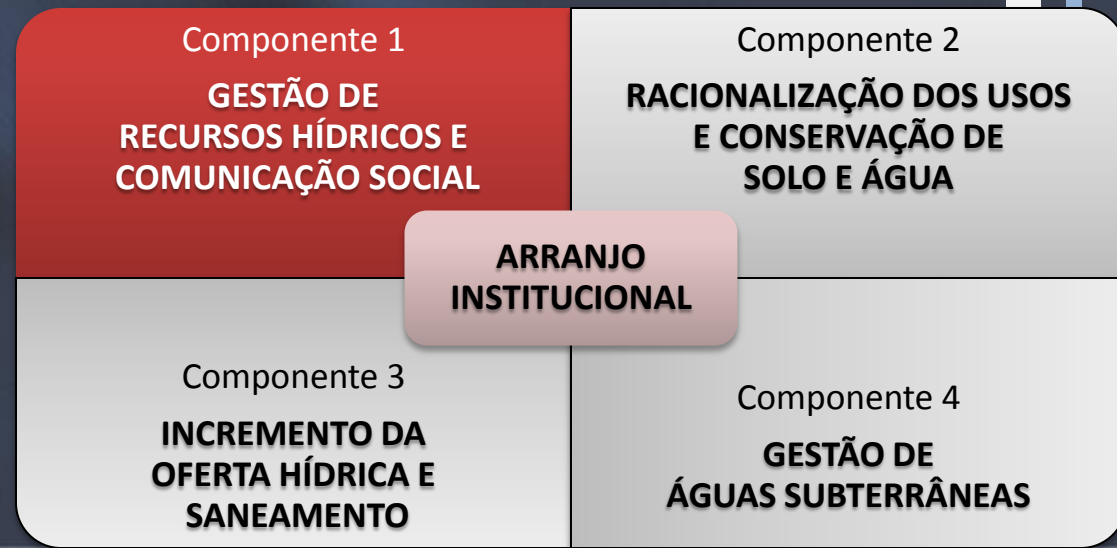 Componente 1
GESTÃO DE
RECURSOS HÍDRICOS E
COMUNICAÇÃO SOCIAL
Componente 2
RACIONALIZAÇÃO DOS USOS
E CONSERVAÇÃO DE
SOLO E ÁGUA
ARRANJO
INSTITUCIONAL
Componente 3
INCREMENTO DA
OFERTA HÍDRICA E
SANEAMENTO
Componente 4
GESTÃO DE
ÁGUAS SUBTERRÂNEAS